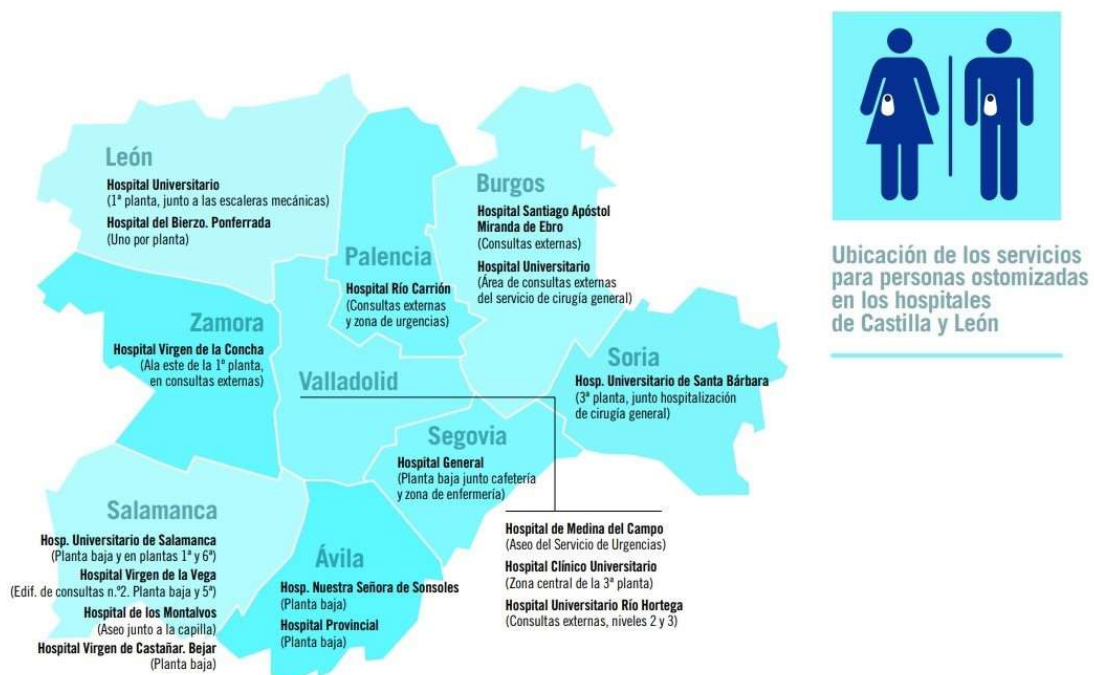 León
Hospital Universitario
(1ª planta, junto a las escaleras mecánicas)
Hospital del Bierzo. Ponferrada
(Uno por planta)
Burgos
Hospital Santiago Apóstol
Miranda de Ebro
(Consultas externas)
Hospital Universitario
(Área de consultas externas
del servicio de cirugía general)
Palencia
Hospital Río Carrión
(Consultas externas
y zona de urgencias)
Zamora
Hospital Virgen de la Concha
(Ala este de la 1º planta,
en consultas externas)
Valladolid
Soria
Hosp. Universitario de Santa Bárbara
(3ª planta, junto hospitalización
de cirugía general)
Segovia
Hospital General
(Planta baja junto cafetería
y zona de enfermería)
Salamanca
Hosp. Universitario de Salamanca
(Planta baja y en plantas 1ª y 6ª)
Hospital Virgen de la Vega
(Edif. de consultas n.º2. Planta baja y 5ª)
Hospital de los Montalvos
(Aseo junto a la capilla)
Hospital Virgen de Castañar. Bejar
(Planta baja)
Ávila
Hosp. Nuestra Señora de Sonsoles
(Planta baja)
Hospital Provincial
(Planta baja)
Hospital de Medina del Campo
(Aseo del Servicio de Urgencias)
Hospital Clínico Universitario
(Zona central de la 3ª planta)
Hospital Universitario Río Hortega
(Consultas externas, niveles 2 y 3)
Ubicación de los servicios
para personas ostomizadas
en los hospitales
de Castilla y León